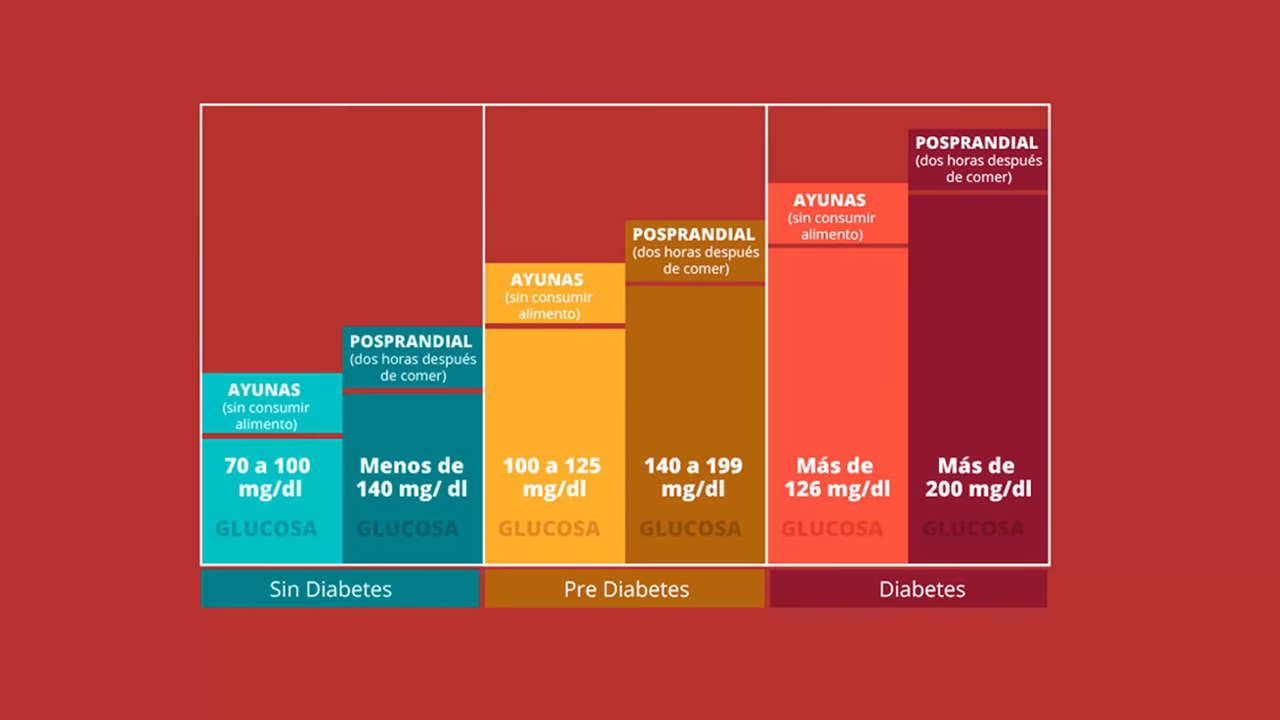 AYUNAS
(sin consumir
alimento)
70 a 100
mg/dl
GLUCOSA
POSPRANDIAL
(dos horas después
de comer)
Menos de
140 mg/ dl
GLUCOSA
Sin Diabetes
AYUNAS
(sin consumir
alimento)
100 a 125
mg/dl
GLUCOSA
POSPRANDIAL
(dos horas después
de comer)
140 a 199
mg/dl
GLUCOSA
Pre Diabetes
AYUNAS
(sin consumir
alimento)
Más de
126 mg/dl
GLUCOSA
POSPRANDIAL
(dos horas después
de comer)
Más de
200 mg/dl
GLUCOSA
Diabetes